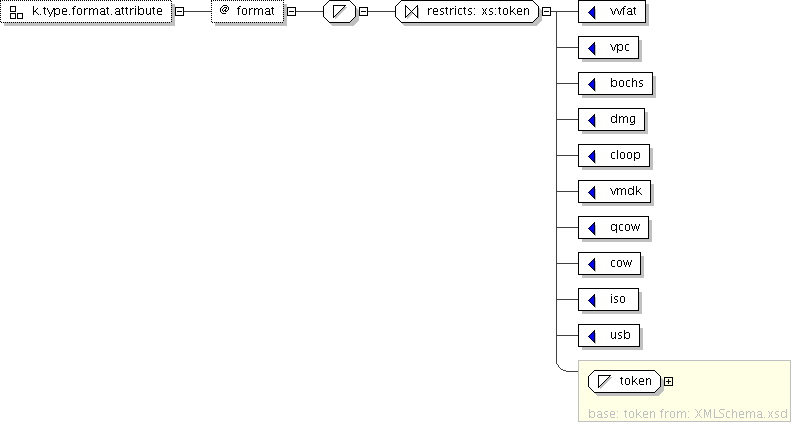 k.type.format.attribute
@ format
restricts: xs:token
vvfat
vpc
bochs
dmg
cloop
vmdk
qcow
cow
iso
usb
token
base: token from: XMLSchema.xsd